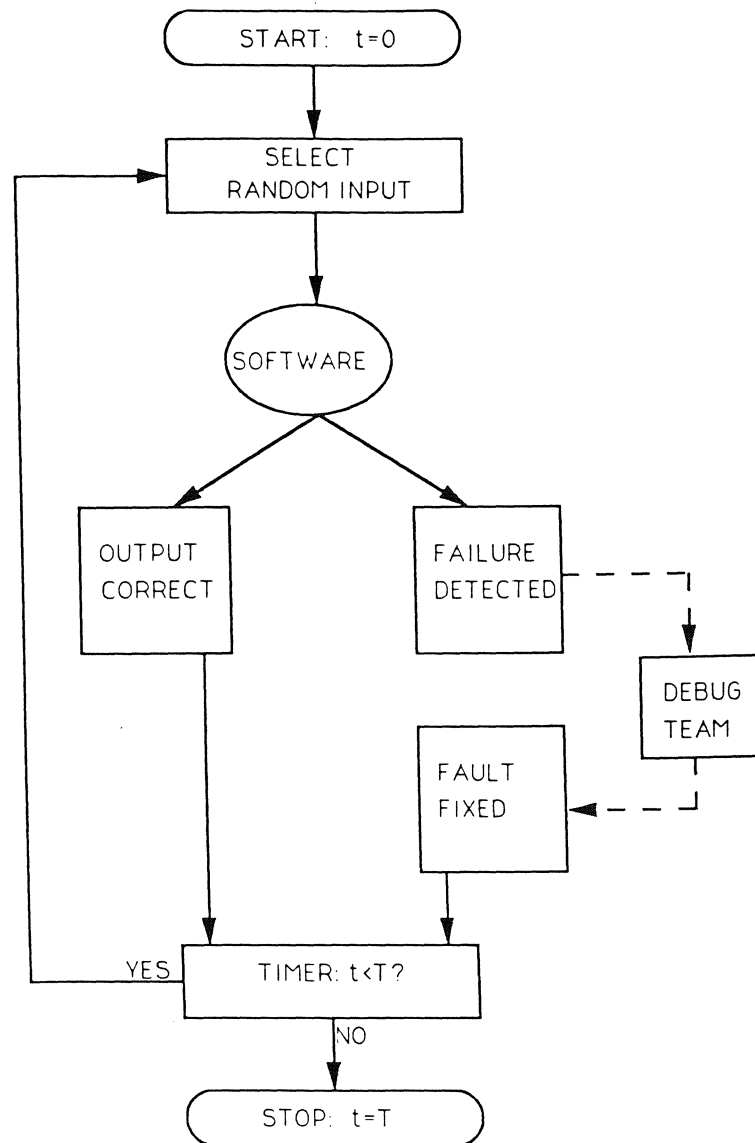 START: t=0
SELECT
RANDOM INPUT
SOFTWARE
OUTPUT
CORRECT
FAILURE
DETECTED
DEBUG
TEAM
FAULT
FIXED
YES
TIMER: t<T?
NO
STOP: t=T